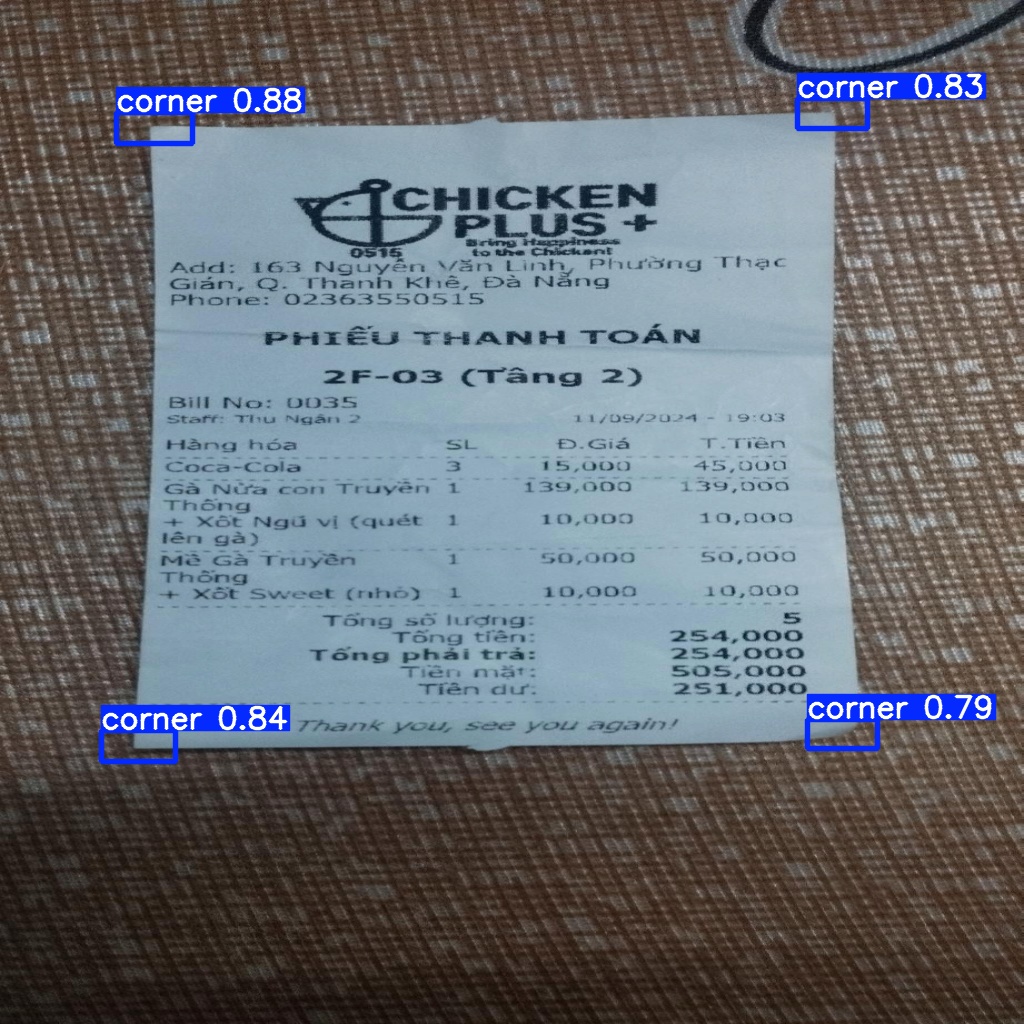 corner 0.88
corner 0.83
CHICKEN
PLUS +
Bring Happiness
to the Chicken!
0515
Add: 163 Nguyễn Văn Linh, Phường Thạc
Gián, Q. Thanh Khê, Đà Nẵng
Phone: 02363550515
PHIẾU THANH TOÁN
2F-03 (Tầng 2)
Bill No: 0035
Staff: Thu Ngân 2 11/09/2024 - 19:03
Hàng hóa SL Đ.Giá T.Tiền
Coca-Cola 3 15,000 45,000
Gà Nửa con Truyền 1 139,000 139,000
Thống
+ Xốt Ngũ vị (quét 1 10,000 10,000
lên gà)
Mề Gà Truyền 1 50,000 50,000
Thống
+ Xốt Sweet (nhỏ) 1 10,000 10,000
Tổng số lượng: 5
Tổng tiền: 254,000
Tổng phải trả: 254,000
Tiền mặt: 505,000
Tiền dư: 251,000
Thank you, see you again!
corner 0.84
corner 0.79